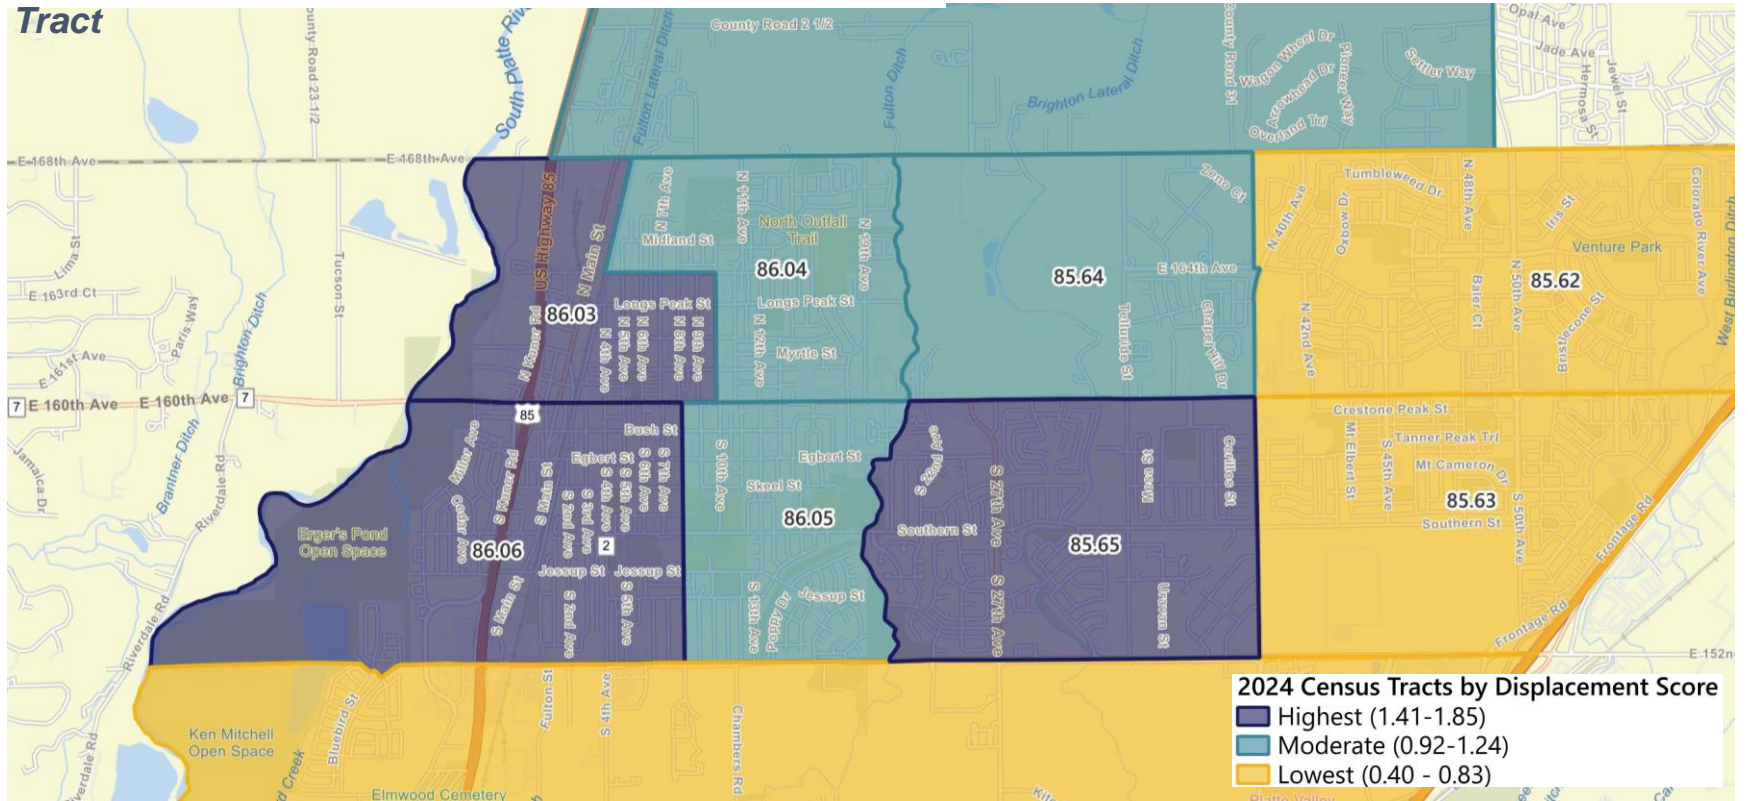 Tract
County Road 23 1/2
South Platte Rive
Fulton Lateral Ditch
County Road 2 1/2
Fulton Ditch
Brighton Lateral Ditch
County Road 31
Wagon Wheel Dr
Arrowhead Dr
Overland Trl
Pioneer Way
Settler Way
Opal Ave
Jade Ave
Hermosa St
Jewel St
E 168th Ave
E 168th Ave
US Highway 85
N Main St
N 7th Ave
N 11th Ave
North Outfall
Trail
N 19th Ave
Midland St
86.04
Zeno Ct
85.64
E 164th Ave
N 40th Ave
Tumbleweed Dr
Oxbow Dr
N 48th Ave
Iris St
Venture Park
Colorado River Ave
West Burlington Ditch
85.62
Lima St
E 163rd Ct
Tucson St
Paris Way
Brighton Ditch
E 161st Ave
86.03
Longs Peak St
N Kuner Rd
N 4th Ave
N 5th Ave
N 6th Ave
N 8th Ave
N 9th Ave
Longs Peak St
N 12th Ave
Myrtle St
Telluride St
Chapel Hill Dr
N 42nd Ave
Baler Ct
N 50th Ave
Bristlecone St
7
E 160th Ave
E 160th Ave
7
85
Jamaica Dr
Brantner Ditch
Riverdale Rd
Miller Ave
Cedar Ave
S Kuner Rd
S Main St
Bush St
Egbert St
S 2nd Ave
S 3rd Ave
S 4th Ave
S 5th Ave
S 6th Ave
S 7th Ave
S 10th Ave
Egbert St
Skeel St
86.05
S 22nd Ave
Southern St
S 27th Ave
Mesa St
Corliss St
85.65
Crestone Peak St
Tanner Peak Trl
Mt Elbert St
S 45th Ave
Mt Cameron Dr
85.63
Southern St
S 50th Ave
Frontage Rd
Erger's Pond
Open Space
86.06
2
Jessup St
Jessup St
S Main St
S 2nd Ave
S 5th Ave
S 13th Ave
Poppy Dr
Jessup St
S 27th Ave
Uravan St
Frontage Rd
E 152n
Riverdale Rd
Riverdale Rd
Ken Mitchell
Open Space
Bluebird St
d Creek
Fulton St
S 4th Ave
Chambers Rd
Elmwood Cemetery
2024 Census Tracts by Displacement Score
Highest (1.41-1.85)
Moderate (0.92-1.24)
Lowest (0.40 - 0.83)
Platte Valley